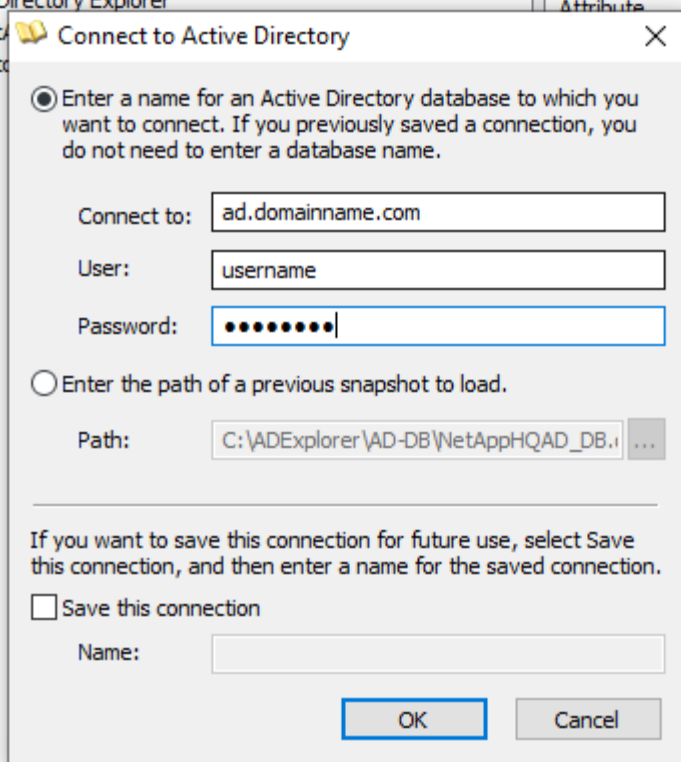 Directory Explorer
Attribute
Connect to Active Directory
Enter a name for an Active Directory database to which you
want to connect. If you previously saved a connection, you
do not need to enter a database name.
Connect to: ad.domainname.com
User: username
Password: ●●●●●●●●
Enter the path of a previous snapshot to load.
Path: C:\ADExplorer\AD-DB\NetAppHQAD_DB. ...
If you want to save this connection for future use, select Save
this connection, and then enter a name for the saved connection.
Save this connection
Name:
OK Cancel